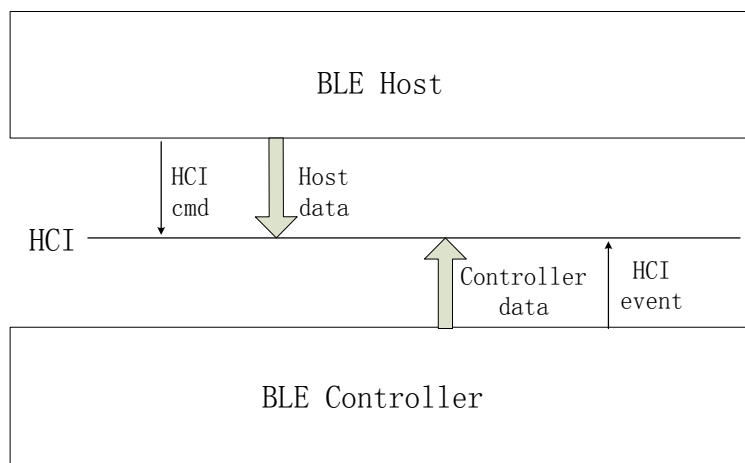 BLE Host
HCI
cmd
Host
data
HCI
Controller
data
HCI
event
BLE Controller